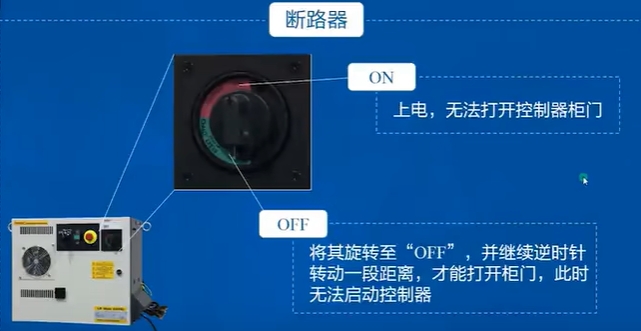 断路器
ON
上电，无法打开控制器柜门
OFF
将其旋转至“OFF”，并继续逆时针
转动一段距离，才能打开柜门，此时
无法启动控制器